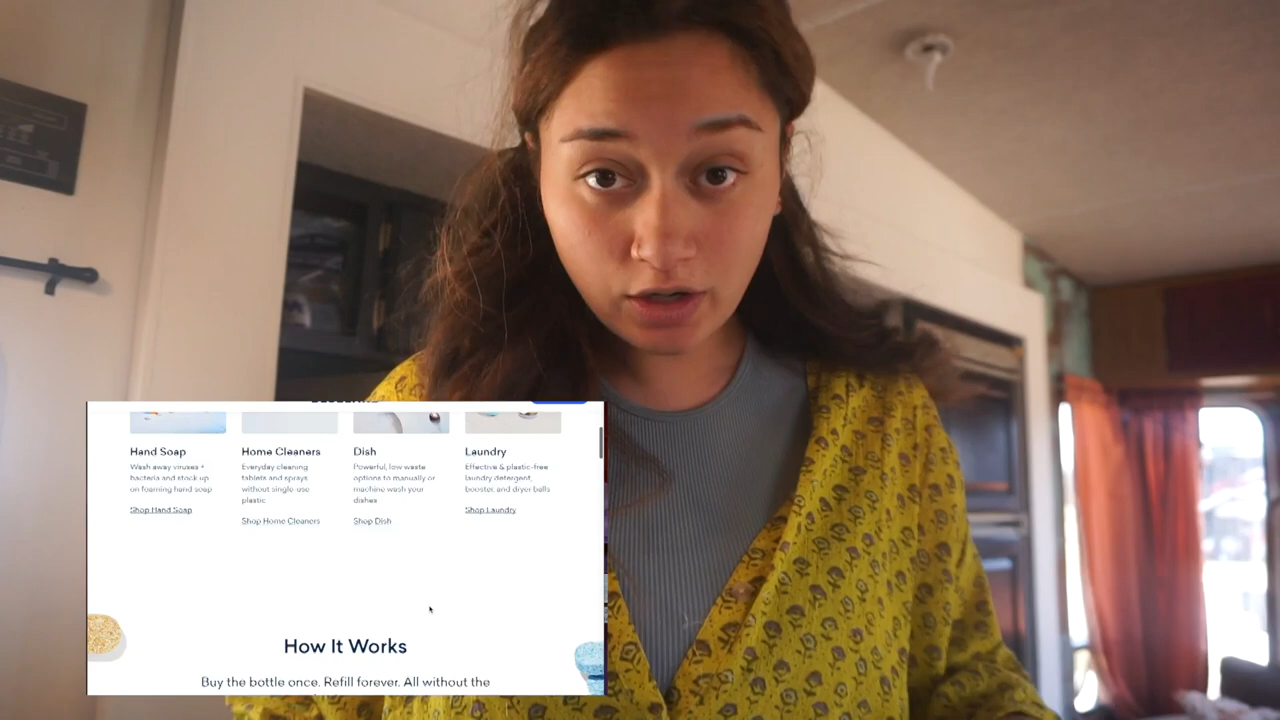 Hand Soap
Wash away viruses +
bacteria and stock up
on foaming hand soap
Shop Hand Soap
Home Cleaners
Everyday cleaning
tablets and sprays
without single-use
plastic
Shop Home Cleaners
Dish
Powerful, low waste
options to manually or
machine wash your
dishes
Shop Dish
Laundry
Effective & plastic-free
laundry detergent,
booster, and dryer balls
Shop Laundry
How It Works
Buy the bottle once. Refill forever. All without the